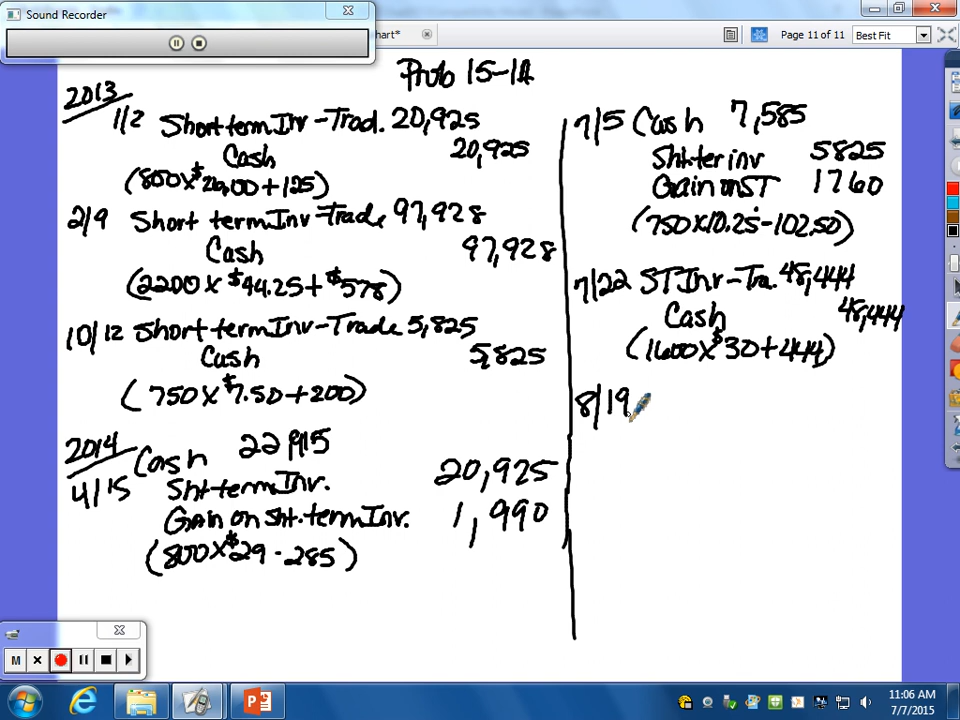 Sound Recorder
hart*
Page 11 of 11
Best Fit
Prob 15-1A
2013
1/2 Short term Inv-Trad. 20,925
Cash 20,925
(800 X $26.00 + 125)
2/9 Short term Inv-Trade 97,928
Cash 97,928
(2200 X $44.25 + $578)
10/12 Short term Inv-Trade 5,825
Cash 5,825
(750 X $7.50 + 200)
2014
4/15 Cash 22,915
Sht term Inv. 20,925
Gain on Sht. term Inv. 1,990
(800 X $29 - 285)
7/5 Cash 7,585
Sht ter inv 5825
Gain on ST 1760
(750 X 10.25 - 102.50)
7/22 ST Inv-Tra. 48,444
Cash 48,444
(1600 X $30 + 444)
8/19
M
11:06 AM
7/7/2015